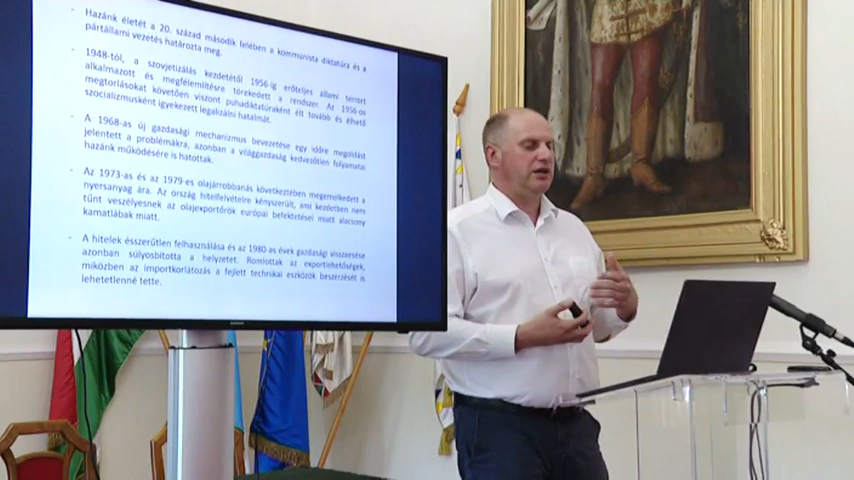 - Hazánk életét a 20. század második felében a kommunista diktatúra és a
pártállami vezetés határozta meg.
- 1948-tól, a szovjetizálás kezdetétől 1956-ig erőteljes állami terrort
alkalmazott és megfélemlítésre törekedett a rendszer. Az 1956-os
megtorlásokat követően viszont puhadiktatúraként élt tovább és élhető
szocializmusként igyekezett legalizálni hatalmát.
- A 1968-as új gazdasági mechanizmus bevezetése egy időre megoldást
jelentett a problémákra, azonban a világgazdaság kedvezőtlen folyamatai
hazánk működésére is hatottak.
- Az 1973-as és az 1979-es olajárrobbanás következtében megemelkedett a
nyersanyag ára. Az ország hitelfelvételre kényszerült, ami kezdetben nem
tűnt veszélyesnek az olajexportőrök európai befektetései miatt alacsony
kamatlábak miatt.
- A hitelek ésszerűtlen felhasználása és az 1980-as évek gazdasági visszaesése
azonban súlyosbította a helyzetet. Romlottak az exportlehetőségek,
miközben az importkorlátozás a fejlett technikai eszközök beszerzését is
lehetetlenné tette.